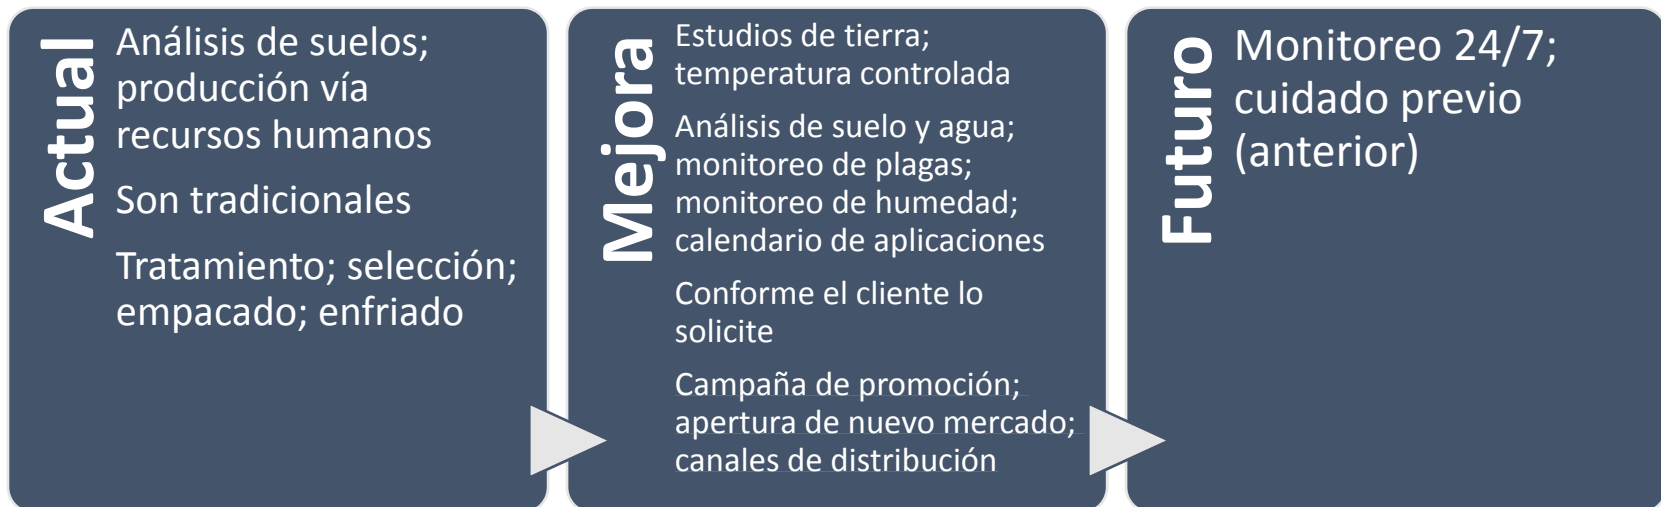 Actual
Análisis de suelos;
producción vía
recursos humanos
Son tradicionales
Tratamiento; selección;
empacado; enfriado
Mejora
Estudios de tierra;
temperatura controlada
Análisis de suelo y agua;
monitoreo de plagas;
monitoreo de humedad;
calendario de aplicaciones
Conforme el cliente lo
solicite
Campaña de promoción;
apertura de nuevo mercado;
canales de distribución
Futuro
Monitoreo 24/7;
cuidado previo
(anterior)